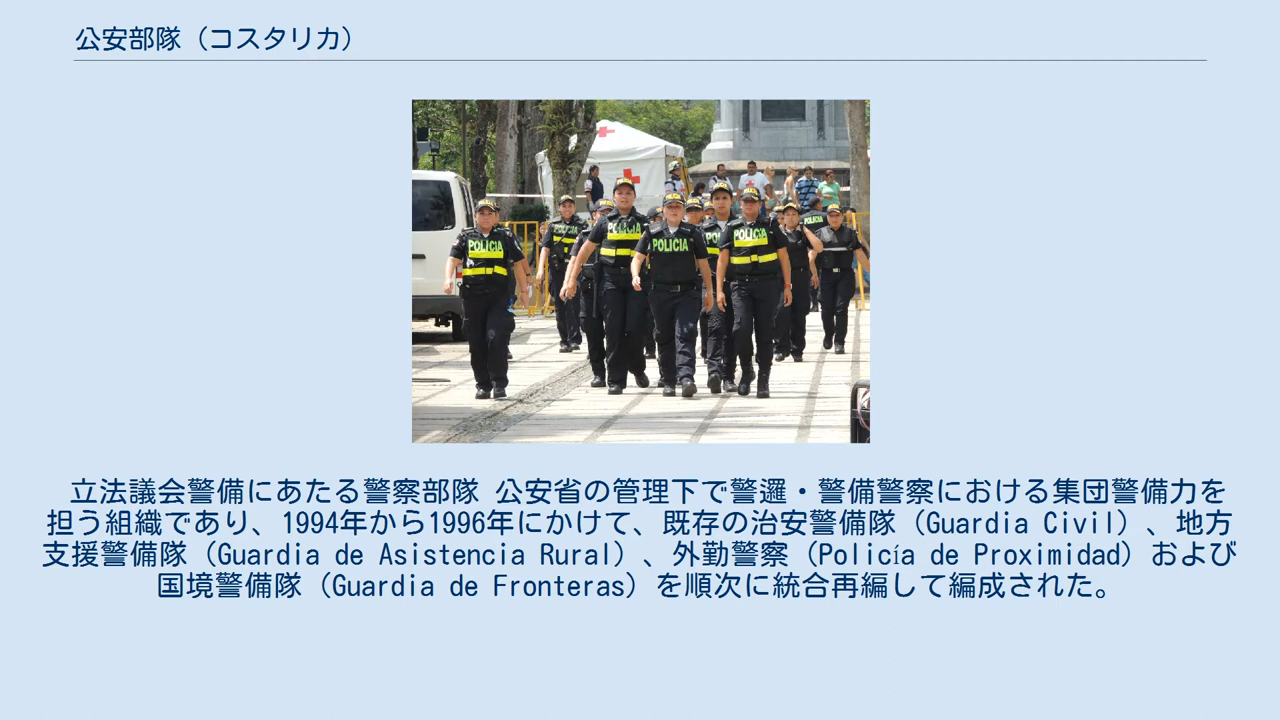 公安部隊（コスタリカ）
POLICIA
POLICIA
POLICIA
POLICIA
立法議会警備にあたる警察部隊 公安省の管理下で警邏・警備警察における集団警備力を
担う組織であり、1994年から1996年にかけて、既存の治安警備隊（Guardia Civil）、地方
支援警備隊（Guardia de Asistencia Rural）、外勤警察（Policía de Proximidad）および
国境警備隊（Guardia de Fronteras）を順次に統合再編して編成された。